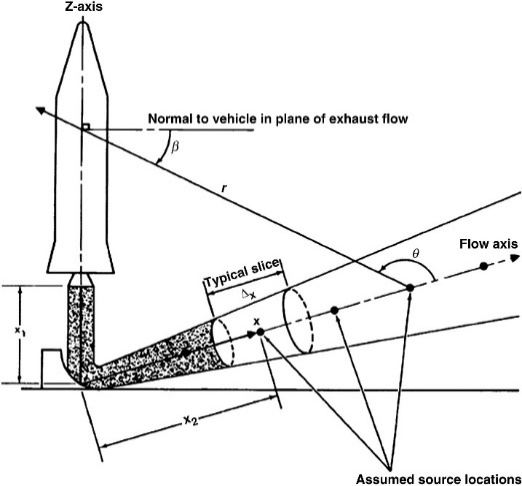 Z-axis
Normal to vehicle in plane of exhaust flow
β
r
θ
Flow axis
Typical slice
Δx
x
x₁
x₂
Assumed source locations